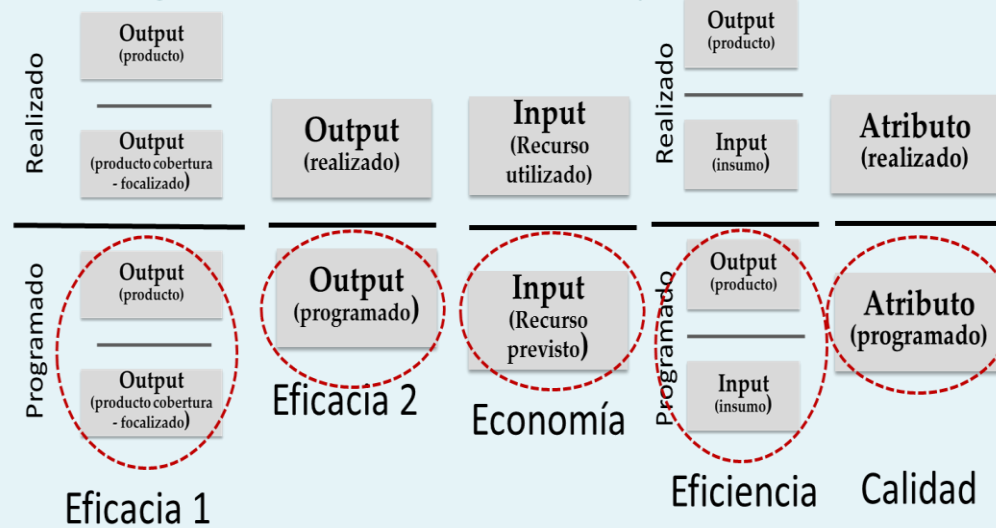 Realizado
Output
(producto)
Output
(producto cobertura
- focalizado)
Programado
Output
(producto)
Output
(producto cobertura
- focalizado)
Eficacia 1
Output
(realizado)
Output
(programado)
Eficacia 2
Input
(Recurso
utilizado)
Input
(Recurso
previsto)
Economía
Realizado
Output
(producto)
Input
(insumo)
Programado
Output
(producto)
Input
(insumo)
Eficiencia
Atributo
(realizado)
Atributo
(programado)
Calidad